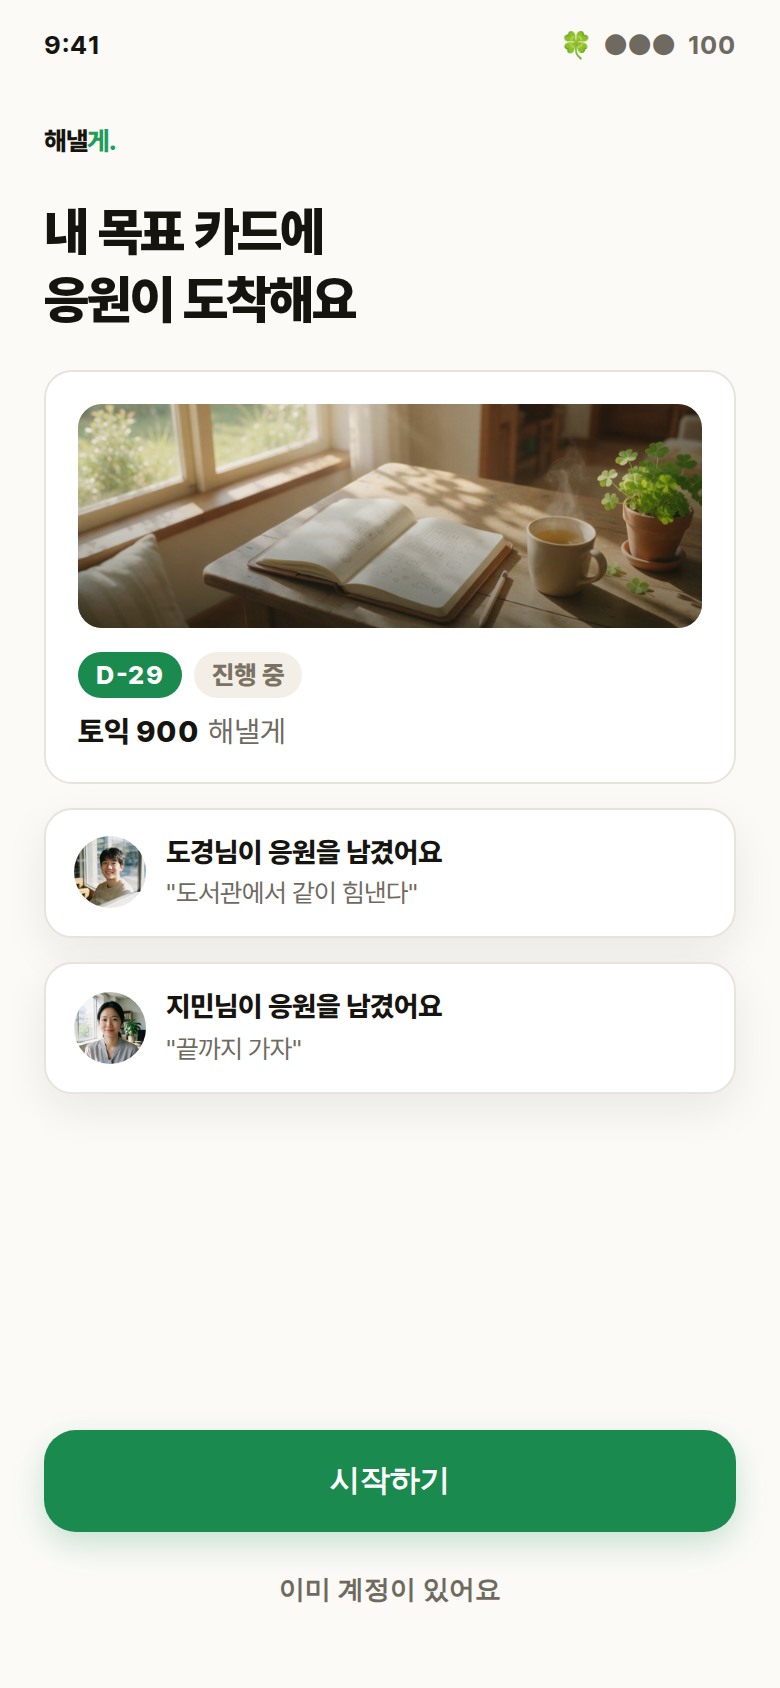 9:41
🍀 ●●● 100
해낼게.
내 목표 카드에
응원이 도착해요
D-29 진행 중
토익 900 해낼게
도경님이 응원을 남겼어요
"도서관에서 같이 힘낸다"
지민님이 응원을 남겼어요
"끝까지 가자"
시작하기
이미 계정이 있어요